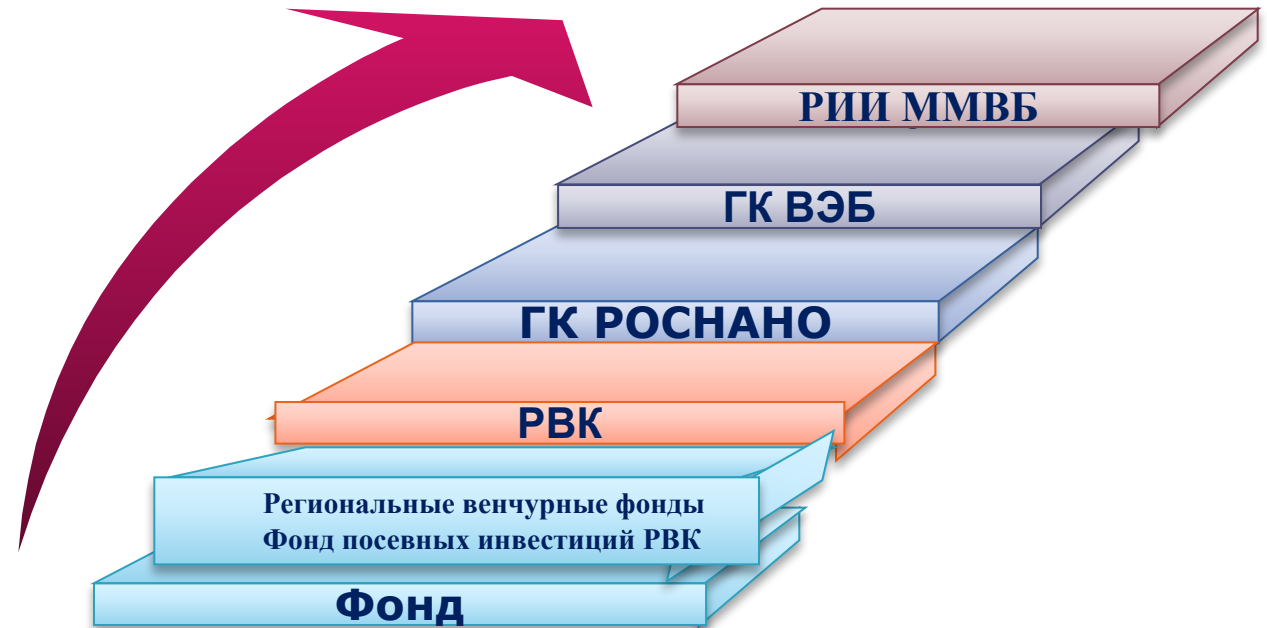 РИИ ММВБ
ГК ВЭБ
ГК РОСНАНО
РВК
Региональные венчурные фонды
Фонд посевных инвестиций РВК
Фонд